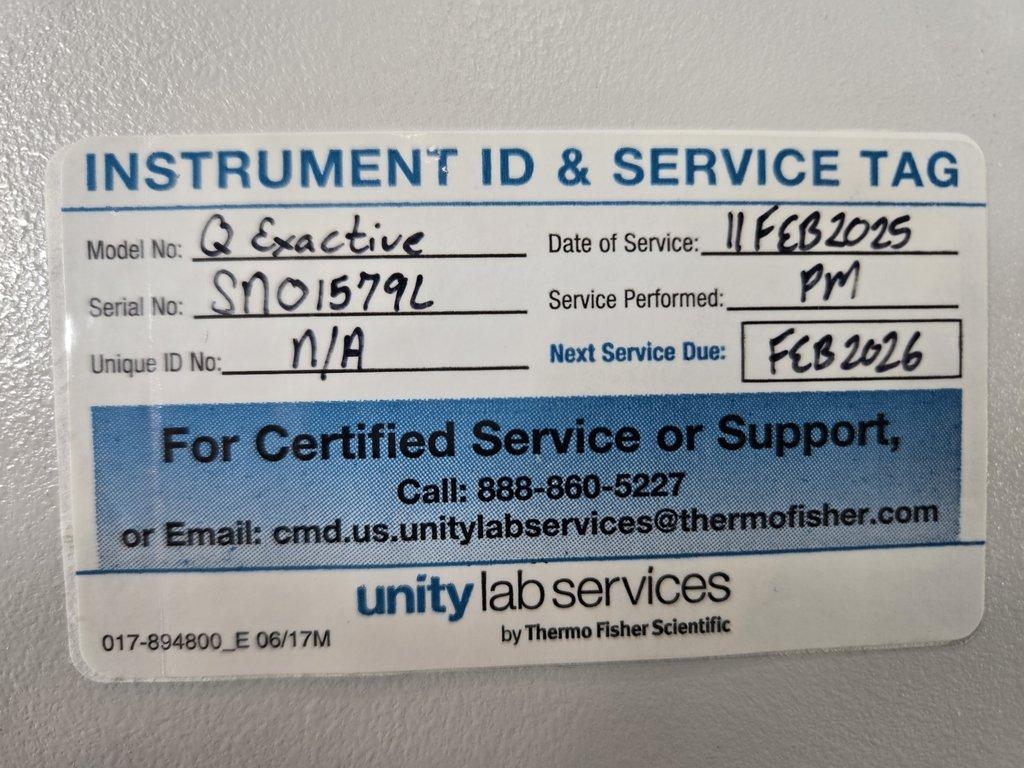 INSTRUMENT ID & SERVICE TAG
Model No: Q Exactive Date of Service: 11 FEB 2025
Serial No: SN01579L Service Performed: PM
Unique ID No: N/A Next Service Due: FEB 2026
For Certified Service or Support,
Call: 888-860-5227
or Email: cmd.us.unitylabservices@thermofisher.com
unity lab services
by Thermo Fisher Scientific
017-894800_E 06/17M